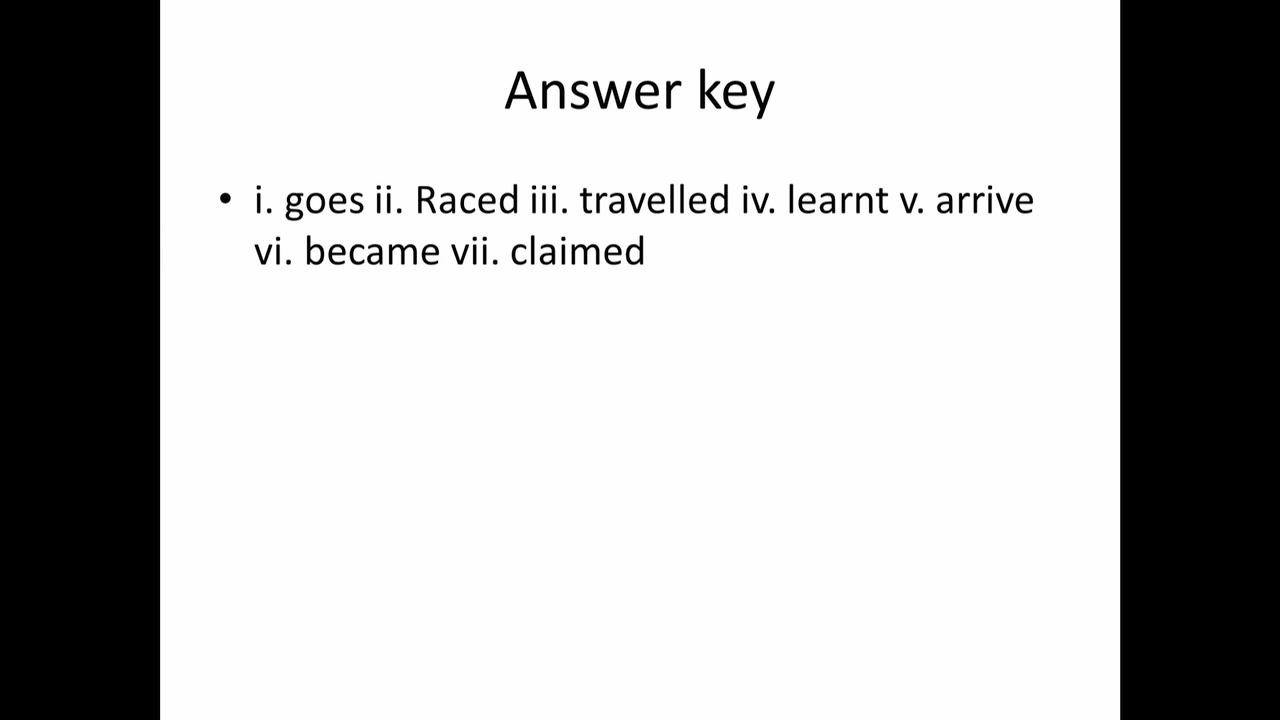 Answer key
• i. goes ii. Raced iii. travelled iv. learnt v. arrive
vi. became vii. claimed